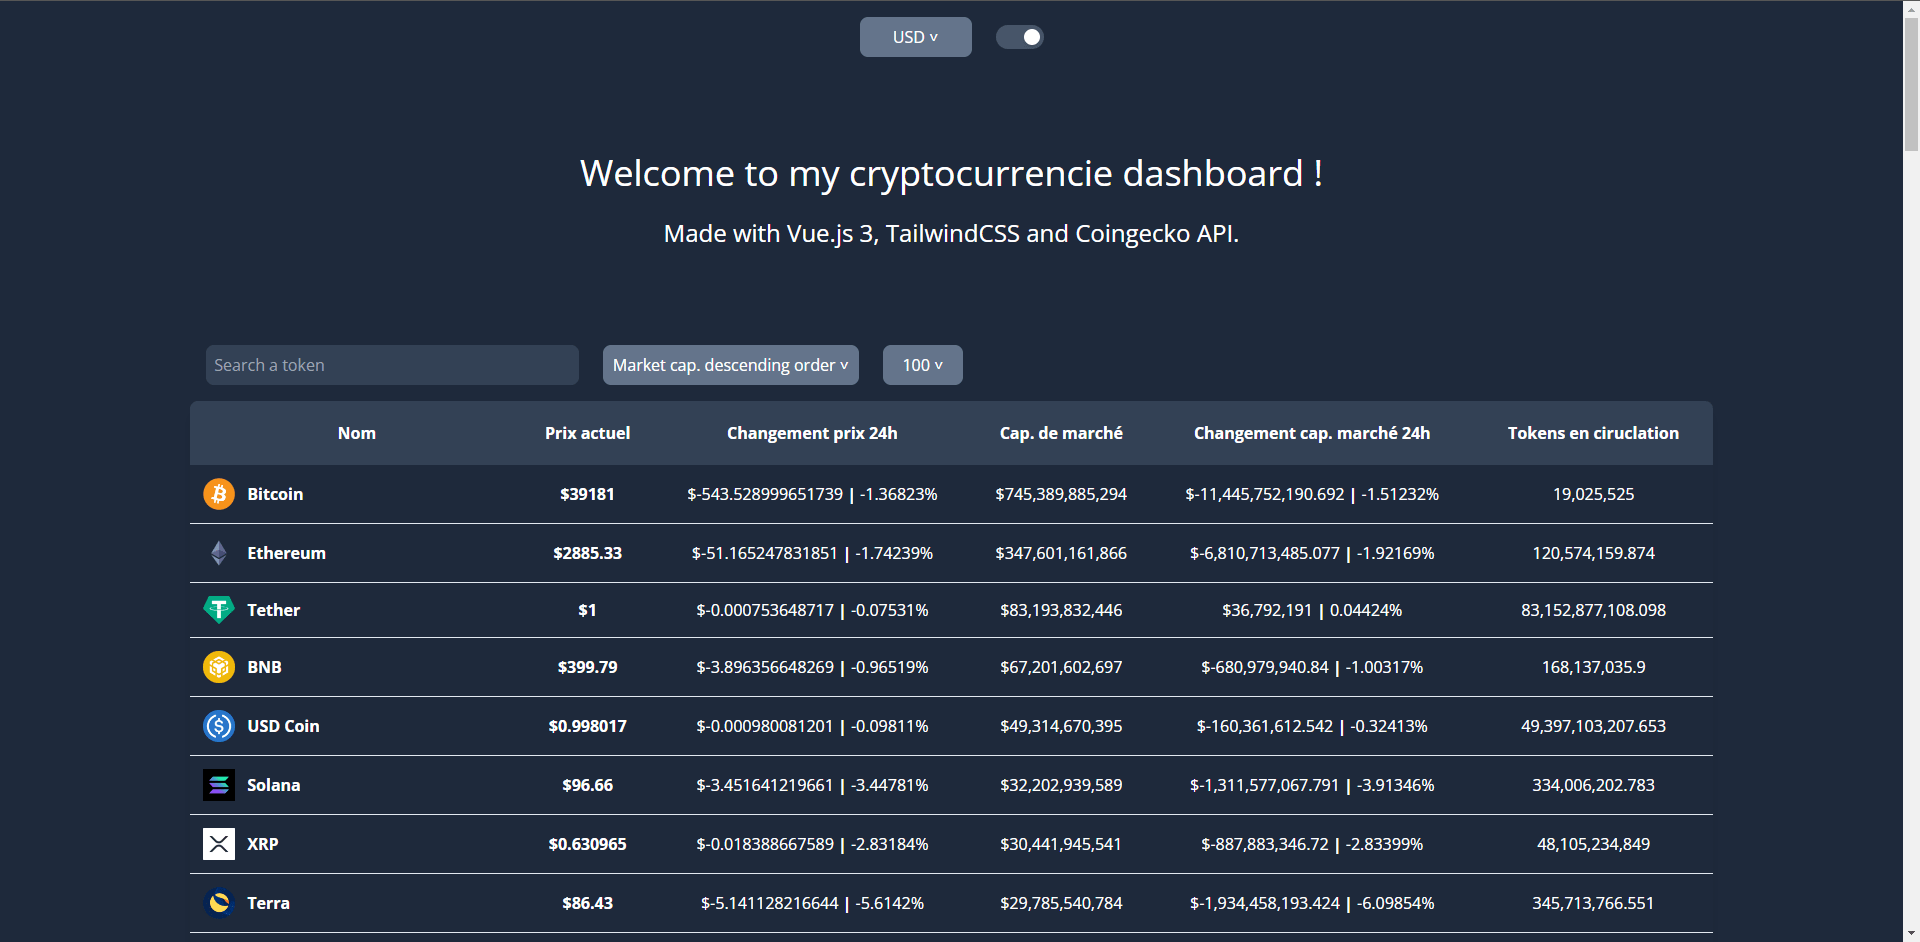 USD v
Welcome to my cryptocurrencie dashboard !
Made with Vue.js 3, TailwindCSS and Coingecko API.
Search a token Market cap. descending order v 100 v
Nom Prix actuel Changement prix 24h Cap. de marché Changement cap. marché 24h Tokens en ciruclation
Bitcoin $39181 $-543.528999651739 | -1.36823% $745,389,885,294 $-11,445,752,190.692 | -1.51232% 19,025,525
Ethereum $2885.33 $-51.165247831851 | -1.74239% $347,601,161,866 $-6,810,713,485.077 | -1.92169% 120,574,159.874
Tether $1 $-0.000753648717 | -0.07531% $83,193,832,446 $36,792,191 | 0.04424% 83,152,877,108.098
BNB $399.79 $-3.896356648269 | -0.96519% $67,201,602,697 $-680,979,940.84 | -1.00317% 168,137,035.9
USD Coin $0.998017 $-0.000980081201 | -0.09811% $49,314,670,395 $-160,361,612.542 | -0.32413% 49,397,103,207.653
Solana $96.66 $-3.451641219661 | -3.44781% $32,202,939,589 $-1,311,577,067.791 | -3.91346% 334,006,202.783
XRP $0.630965 $-0.018388667589 | -2.83184% $30,441,945,541 $-887,883,346.72 | -2.83399% 48,105,234,849
Terra $86.43 $-5.141128216644 | -5.6142% $29,785,540,784 $-1,934,458,193.424 | -6.09854% 345,713,766.551